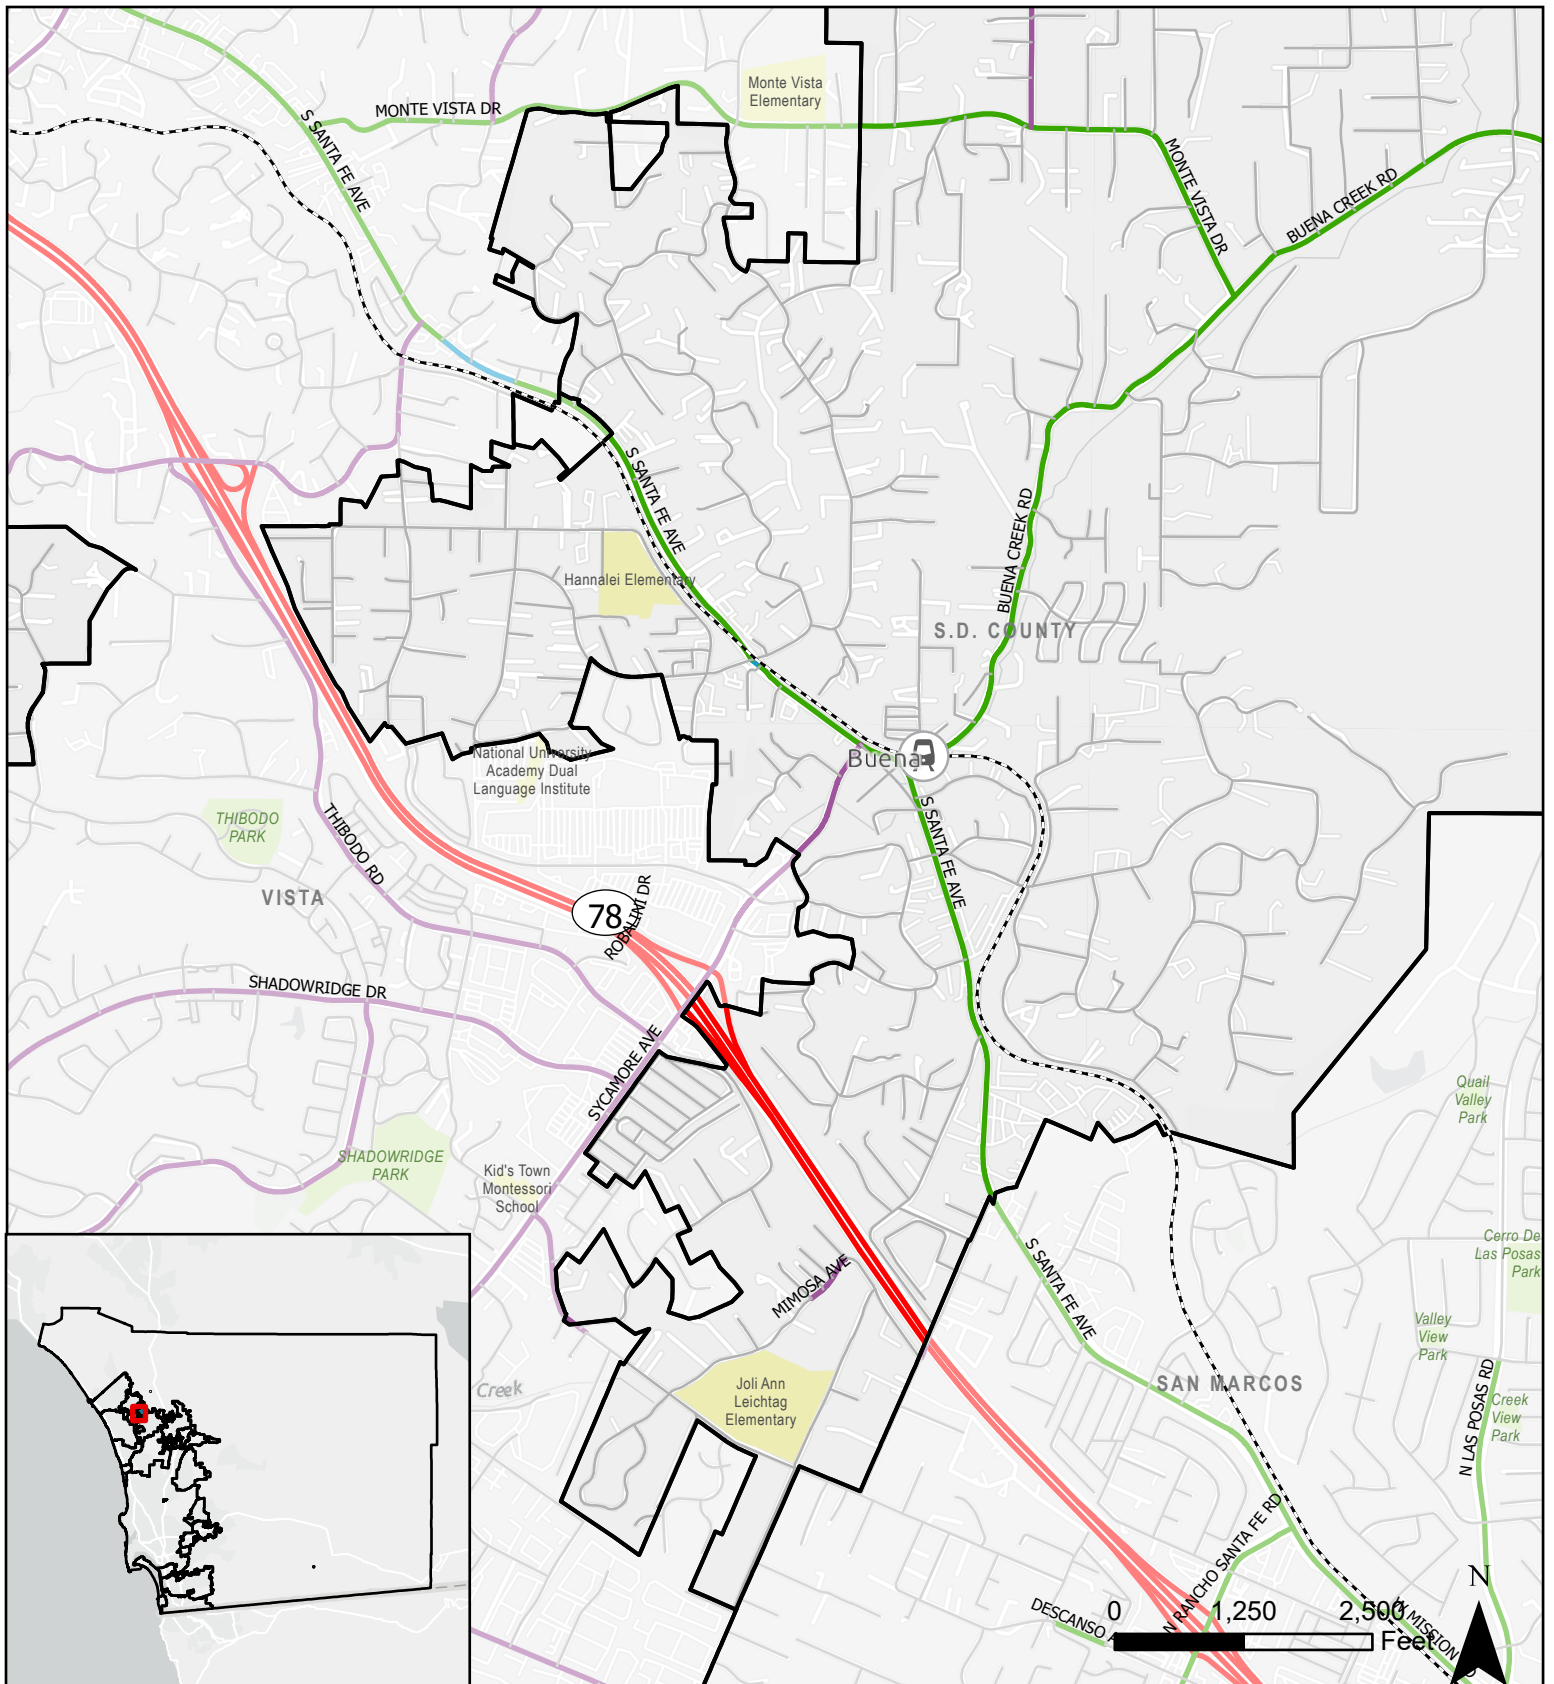 Monte Vista
Elementary
MONTE VISTA DR
S SANTA FE AVE
MONTE VISTA DR
BUENA CREEK RD
S SANTA FE AVE
BUENA CREEK RD
Hannalei Elementary
S.D. COUNTY
National University
Academy Dual
Language Institute
Buena
THIBODO
PARK
THIBODO RD
S SANTA FE AVE
VISTA
78
ROBALINI DR
SHADOWRIDGE DR
SYCAMORE AVE
Quail
Valley
Park
SHADOWRIDGE
PARK
Kid's Town
Montessori
School
Cerro De
Las Posas
Park
S SANTA FE AVE
MIMOSA AVE
Valley
View
Park
Creek
Joli Ann
Leichtag
Elementary
SAN MARCOS
N LAS POSAS RD
Creek
View
Park
N RANCHO SANTA FE RD
N
DESCANSO
0 1,250 2,500
Feet
W MISSION